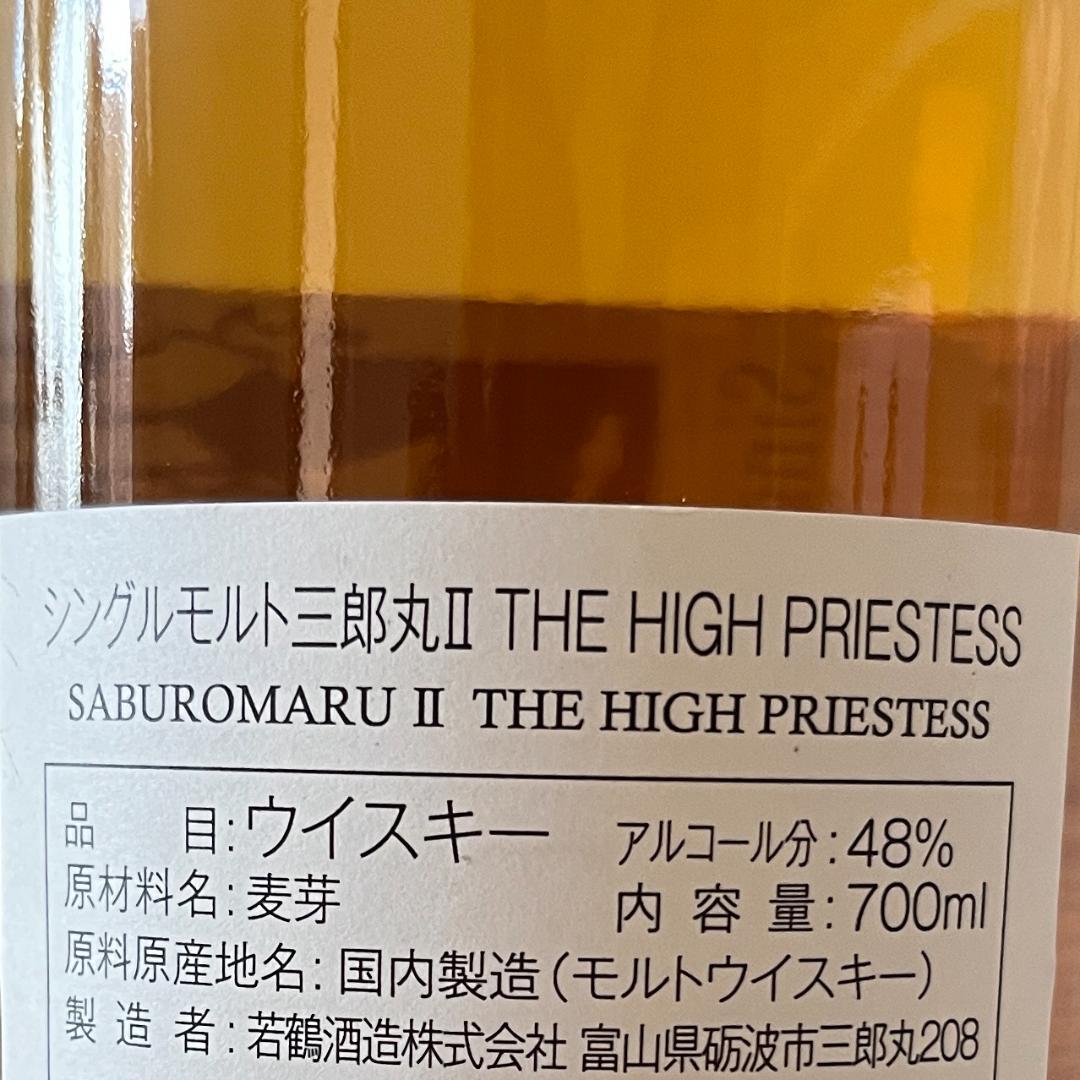 シングルモルト三郎丸Ⅱ THE HIGH PRIESTESS
SABUROMARU Ⅱ THE HIGH PRIESTESS
品目:ウイスキー アルコール分:48%
原材料名:麦芽 内容量:700ml
原料原産地名:国内製造(モルトウイスキー)
製造者:若鶴酒造株式会社 富山県砺波市三郎丸208